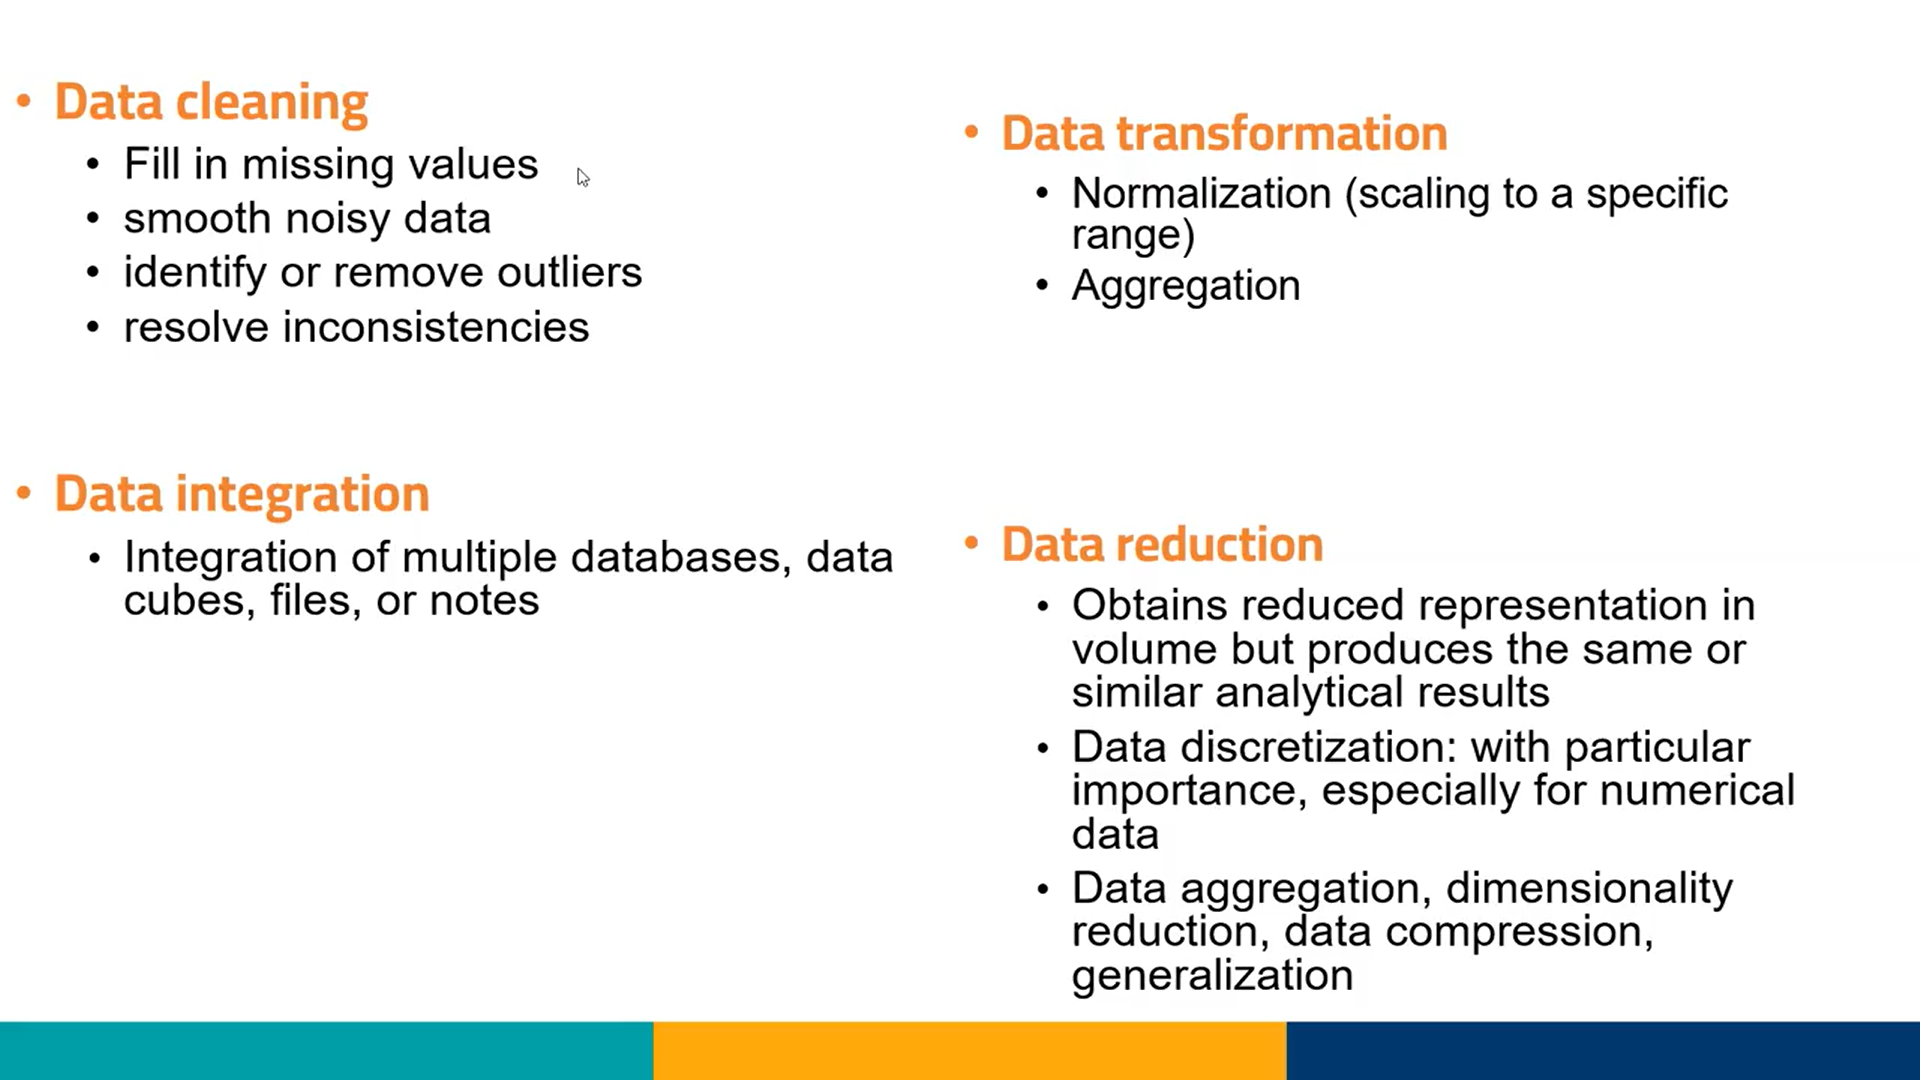 • Data cleaning
• Fill in missing values
• smooth noisy data
• identify or remove outliers
• resolve inconsistencies
• Data integration
• Integration of multiple databases, data
cubes, files, or notes
• Data transformation
• Normalization (scaling to a specific
range)
• Aggregation
• Data reduction
• Obtains reduced representation in
volume but produces the same or
similar analytical results
• Data discretization: with particular
importance, especially for numerical
data
• Data aggregation, dimensionality
reduction, data compression,
generalization